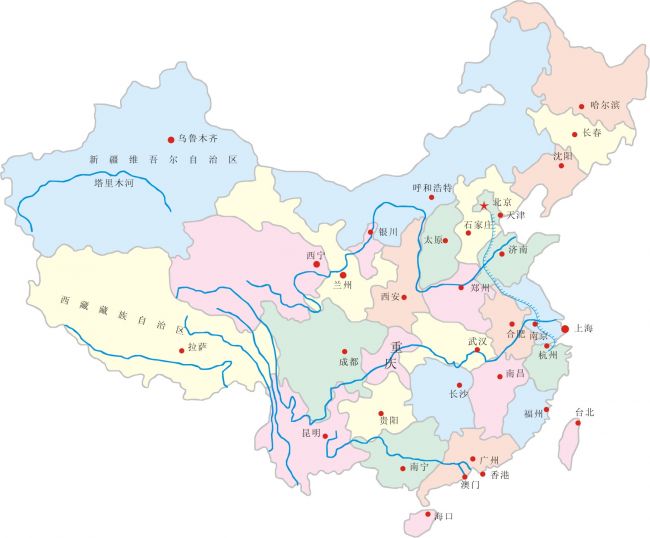 哈尔滨
长春
乌鲁木齐
沈阳
新疆维吾尔自治区
塔里木河
呼和浩特
北京
天津
石家庄
银川
太原
济南
西宁
兰州
郑州
西安
西藏藏族自治区
合肥
南京
上海
拉萨
重庆
武汉
杭州
成都
南昌
长沙
福州
台北
贵阳
昆明
广州
南宁
香港
澳门
海口